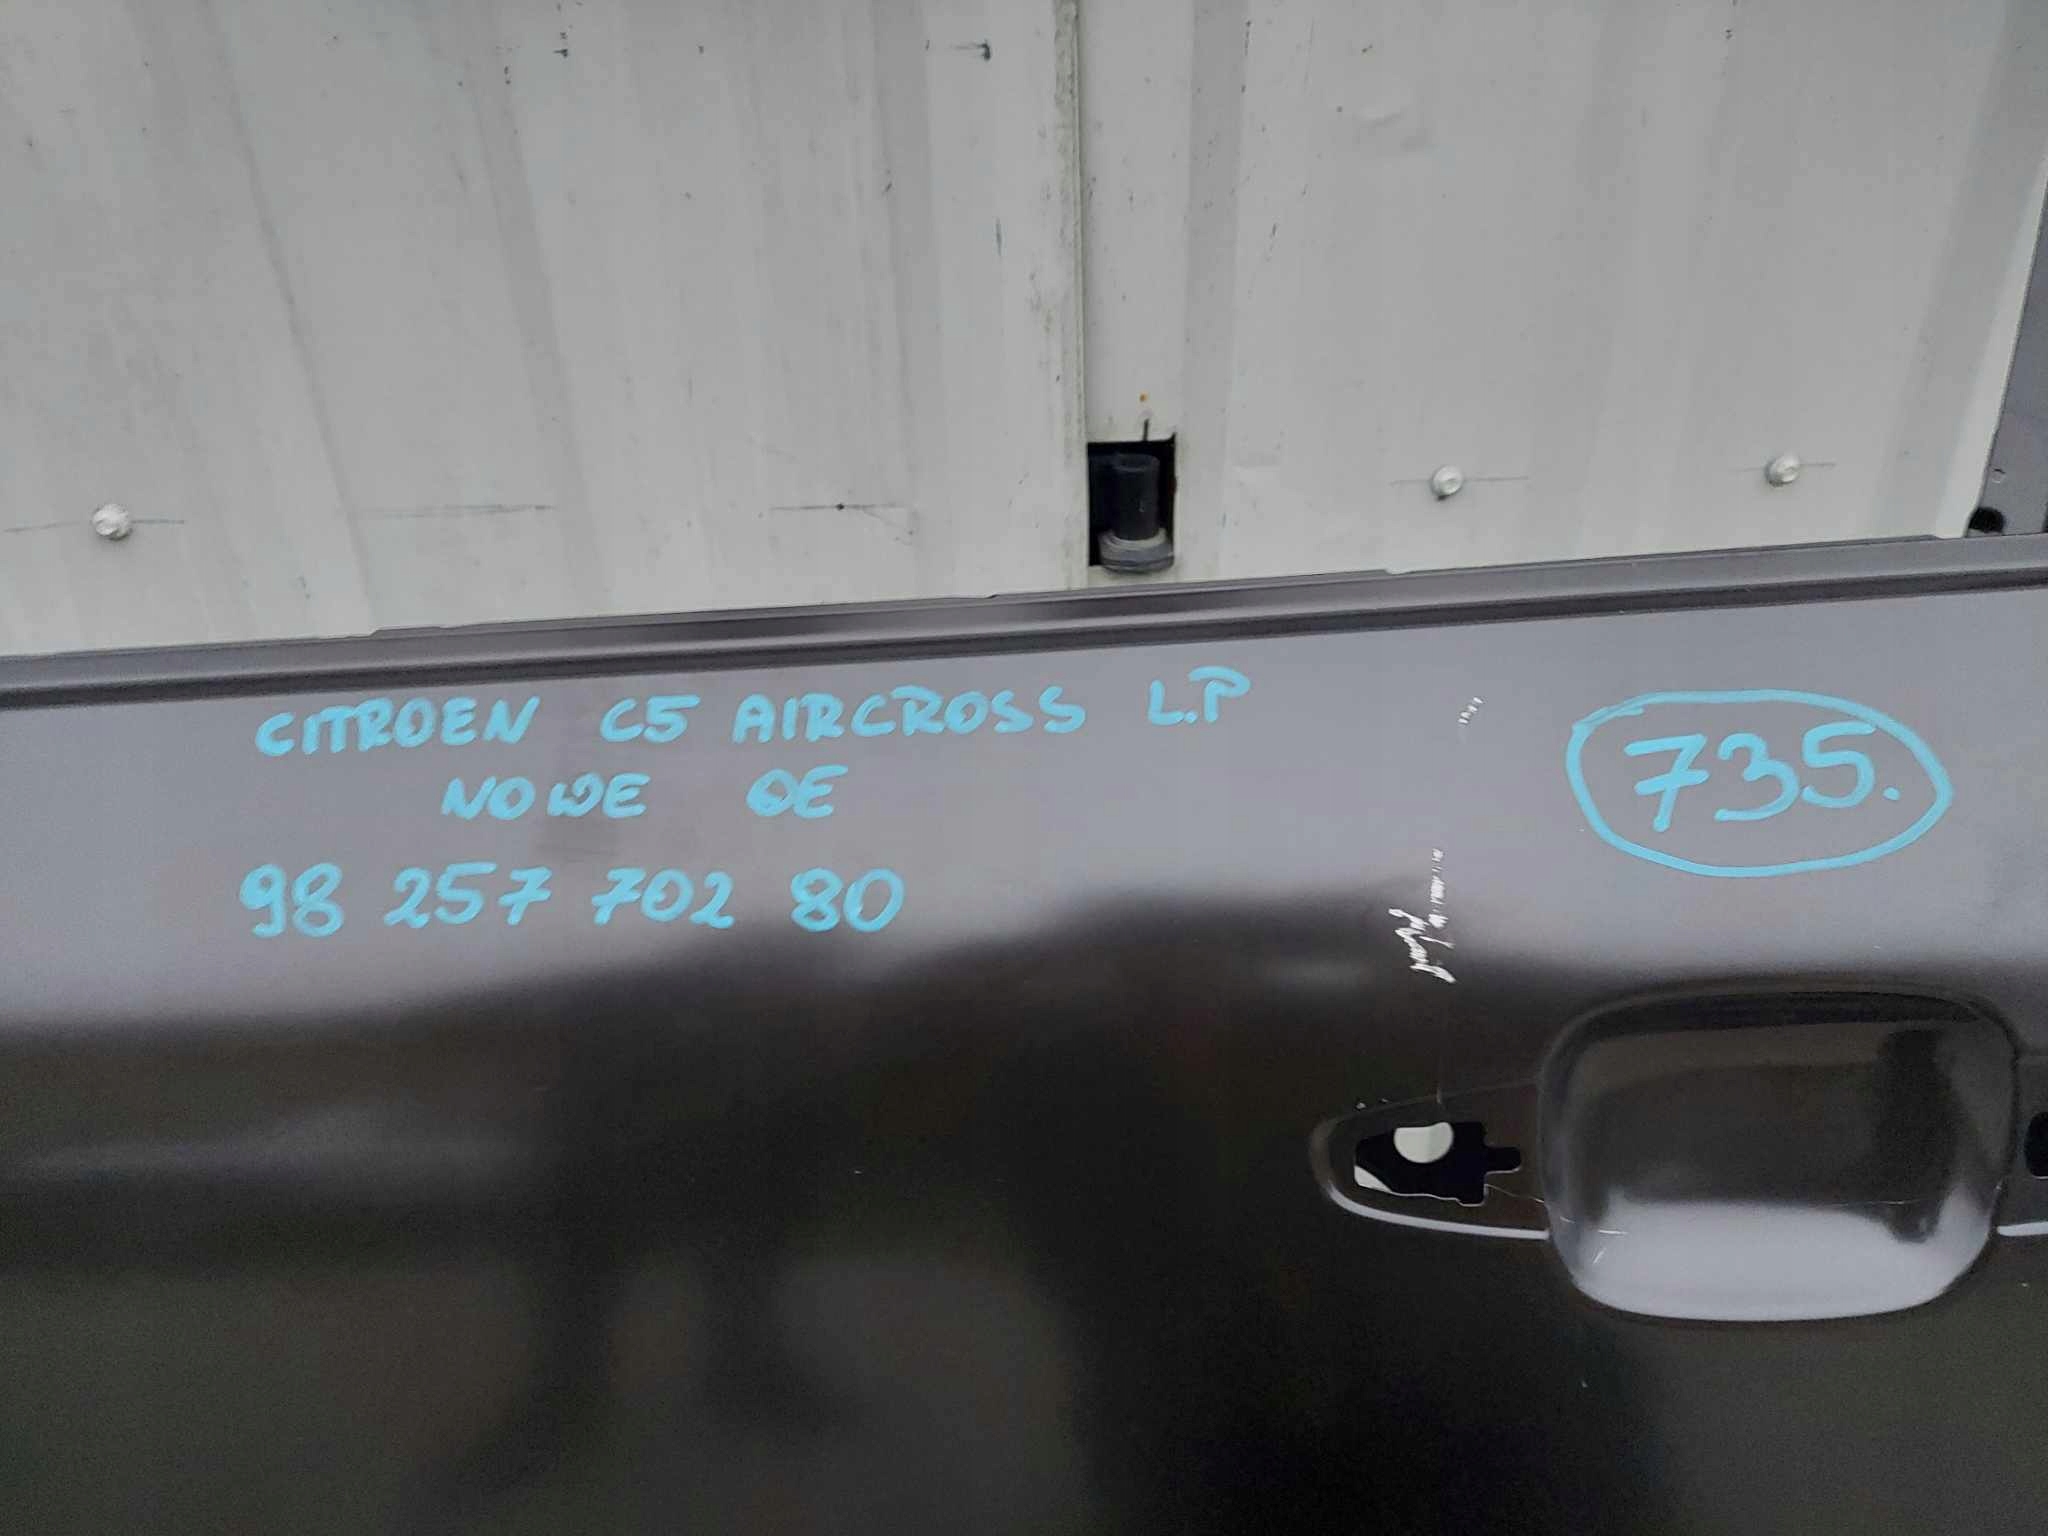 CITROEN C5 AIRCROSS L.P
735.
NOWE OE
98 257 702 80